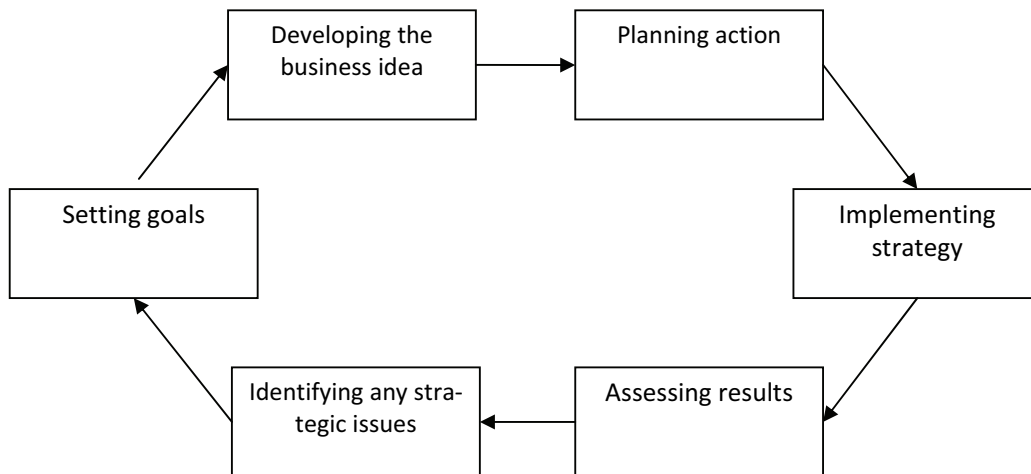 Developing the
business idea
Planning action
Setting goals
Implementing
strategy
Identifying any stra-
tegic issues
Assessing results